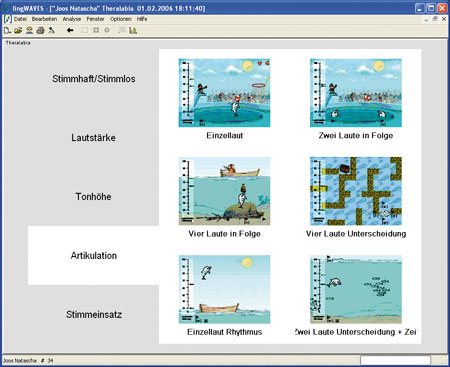 lingWAVES - ["Joos Natascha" Theralabia 01.02.2006 18:11:40]
Datei Bearbeiten Analyse Fenster Optionen Hilfe
Theralabia
Stimmhaft/Stimmlos
Lautstärke
Tonhöhe
Artikulation
Stimmeinsatz
Einzellaut
Zwei Laute in Folge
Vier Laute in Folge
Vier Laute Unterscheidung
Einzellaut Rhythmus
Zwei Laute Unterscheidung + Zei
Joos Natascha # 34